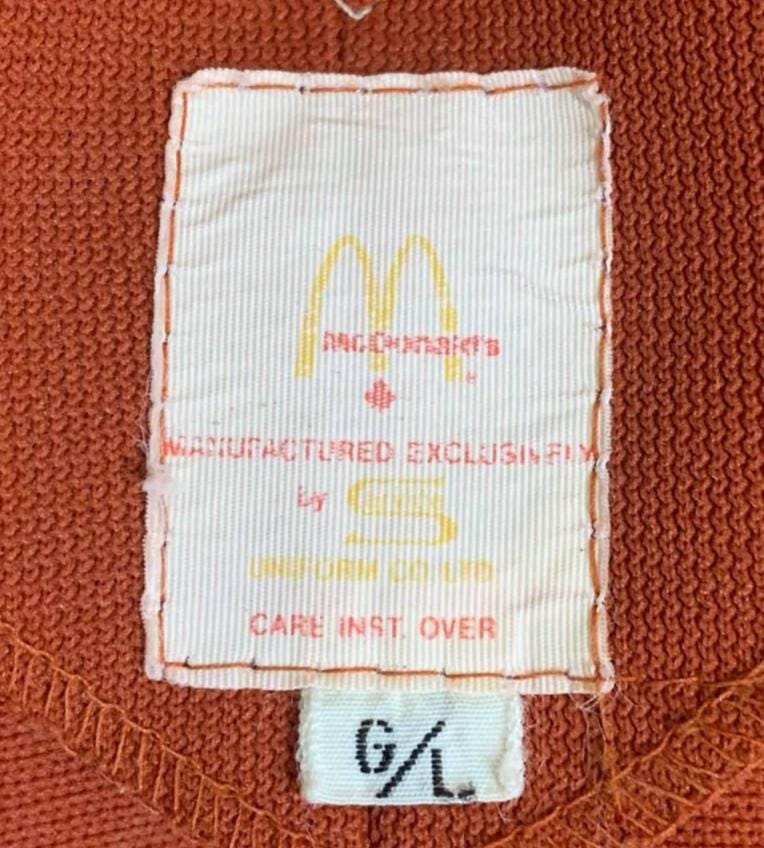 McDonald's
MANUFACTURED EXCLUSIVELY
by
UNIFORM CO LTD
CARE INST. OVER
G/L